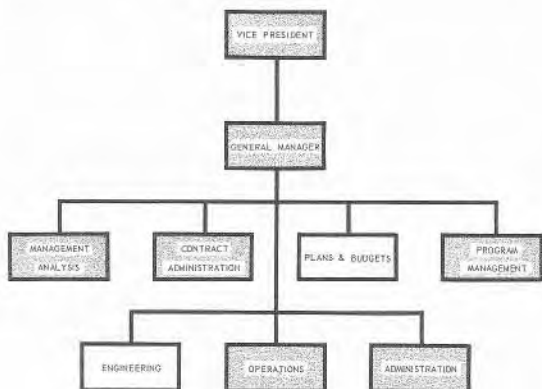 VICE PRESIDENT
GENERAL MANAGER
MANAGEMENT
ANALYSIS
CONTRACT
ADMINISTRATION
PLANS & BUDGETS
PROGRAM
MANAGEMENT
ENGINEERING
OPERATIONS
ADMINISTRATION